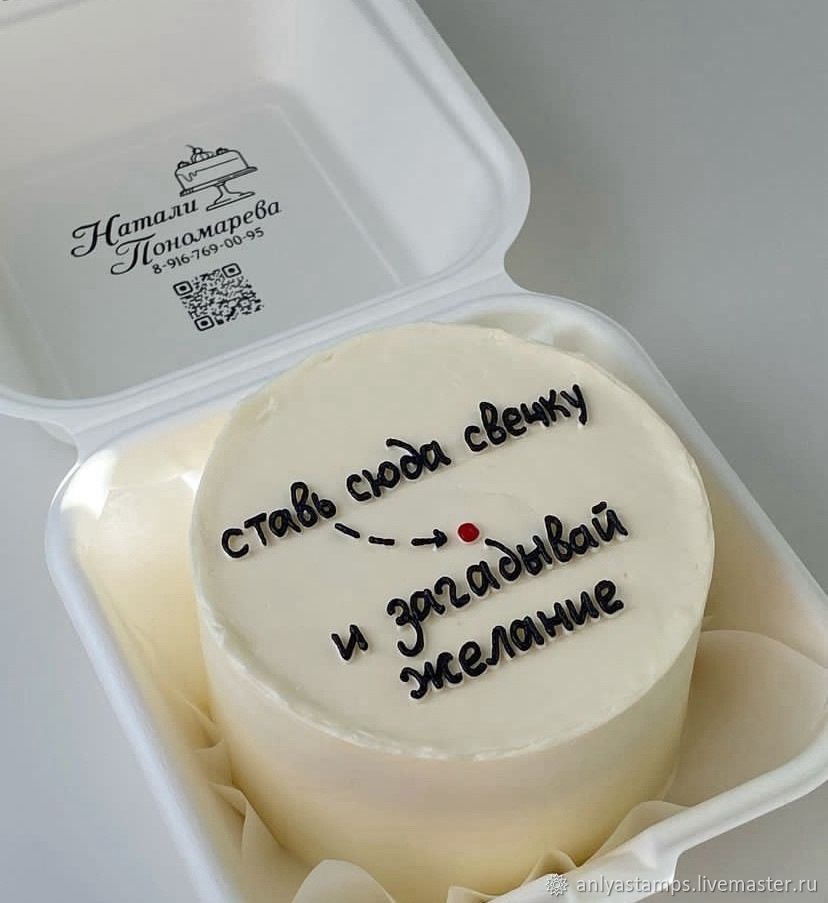 Натали
Пономарева
8-916-769-00-95
ставь сюда свечку
и загадывай
желание
anlyastamps.livemaster.ru